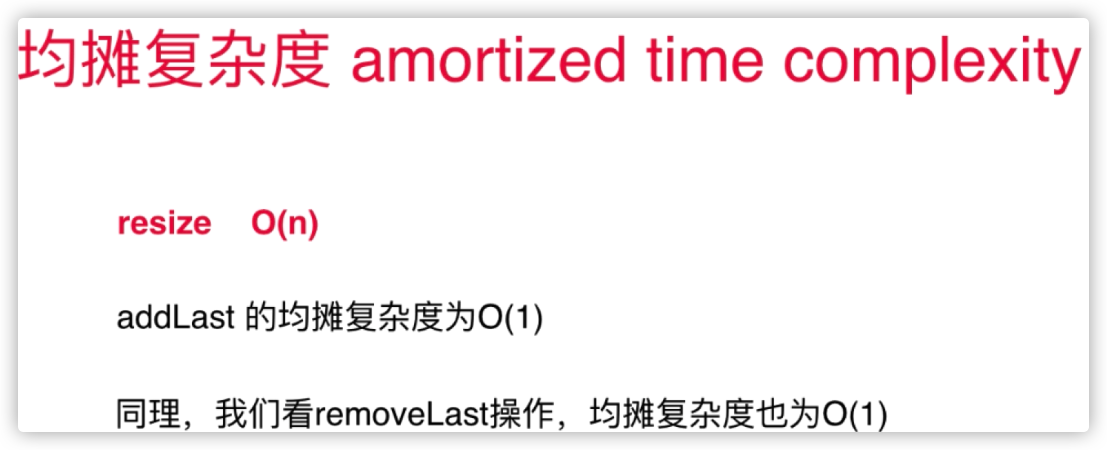 均摊复杂度 amortized time complexity
resize O(n)
addLast 的均摊复杂度为O(1)
同理，我们看removeLast操作，均摊复杂度也为O(1)